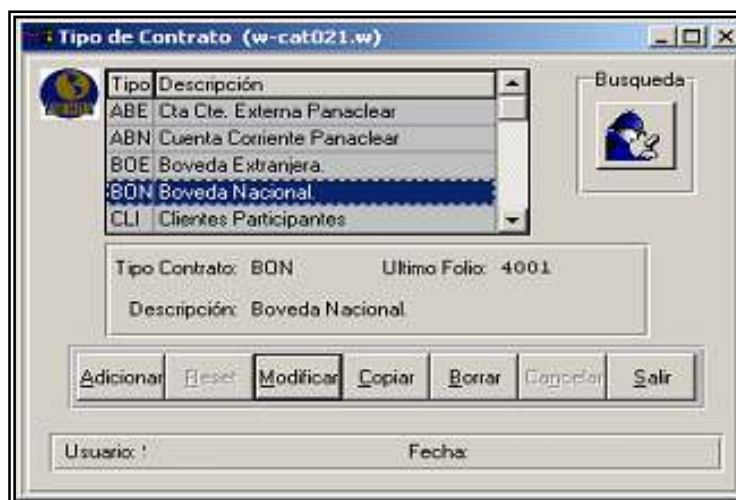 Tipo de Contrato (w-cat021.w)
Tipo Descripción
ABE Cta Cte. Externa Panaclear
ABN Cuenta Corriente Panaclear
BOE Boveda Extranjera.
BON Boveda Nacional.
CLI Clientes Participantes
Busqueda
Tipo Contrato: BON Ultimo Folio: 4001
Descripción: Boveda Nacional.
Adicionar Reset Modificar Copiar Borrar Cancelar Salir
Usuario: Fecha: